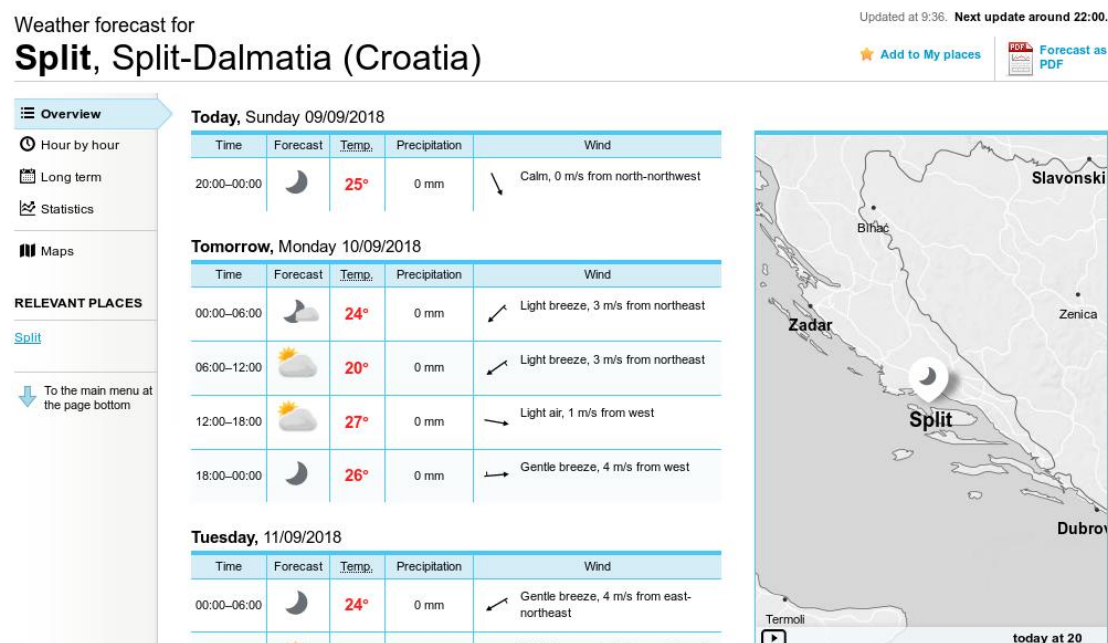 Weather forecast for
Split, Split-Dalmatia (Croatia)
Updated at 9:36. Next update around 22:00.
Add to My places
Forecast as
PDF
Overview
Hour by hour
Long term
Statistics
Maps
RELEVANT PLACES
Split
To the main menu at
the page bottom
Today, Sunday 09/09/2018
Time Forecast Temp. Precipitation Wind
20:00–00:00 25° 0 mm Calm, 0 m/s from north-northwest
Tomorrow, Monday 10/09/2018
Time Forecast Temp. Precipitation Wind
00:00–06:00 24° 0 mm Light breeze, 3 m/s from northeast
06:00–12:00 20° 0 mm Light breeze, 3 m/s from northeast
12:00–18:00 27° 0 mm Light air, 1 m/s from west
18:00–00:00 26° 0 mm Gentle breeze, 4 m/s from west
Tuesday, 11/09/2018
Time Forecast Temp. Precipitation Wind
00:00–06:00 24° 0 mm Gentle breeze, 4 m/s from east-
northeast
Slavonski
Bihać
Zenica
Zadar
Split
Dubrov
Termoli
today at 20